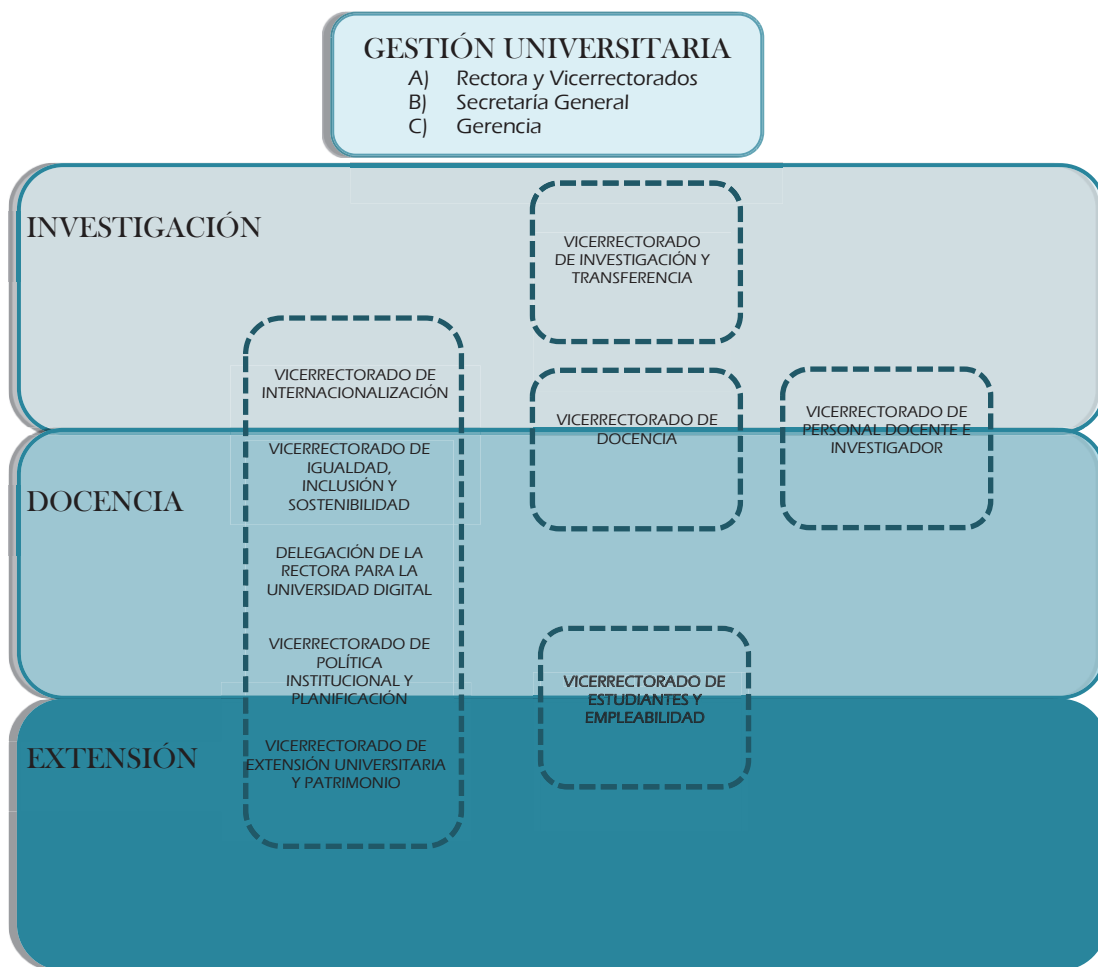 GESTIÓN UNIVERSITARIA
A) Rectora y Vicerrectorados
B) Secretaría General
C) Gerencia
INVESTIGACIÓN
VICERRECTORADO
DE INVESTIGACIÓN Y
TRANSFERENCIA
VICERRECTORADO DE
INTERNACIONALIZACIÓN
VICERRECTORADO DE
DOCENCIA
VICERRECTORADO DE
PERSONAL DOCENTE E
INVESTIGADOR
DOCENCIA
VICERRECTORADO DE
IGUALDAD,
INCLUSIÓN Y
SOSTENIBILIDAD
DELEGACIÓN DE LA
RECTORA PARA LA
UNIVERSIDAD DIGITAL
VICERRECTORADO DE
POLÍTICA
INSTITUCIONAL Y
PLANIFICACIÓN
VICERRECTORADO DE
ESTUDIANTES Y
EMPLEABILIDAD
EXTENSIÓN
VICERRECTORADO DE
EXTENSIÓN UNIVERSITARIA
Y PATRIMONIO